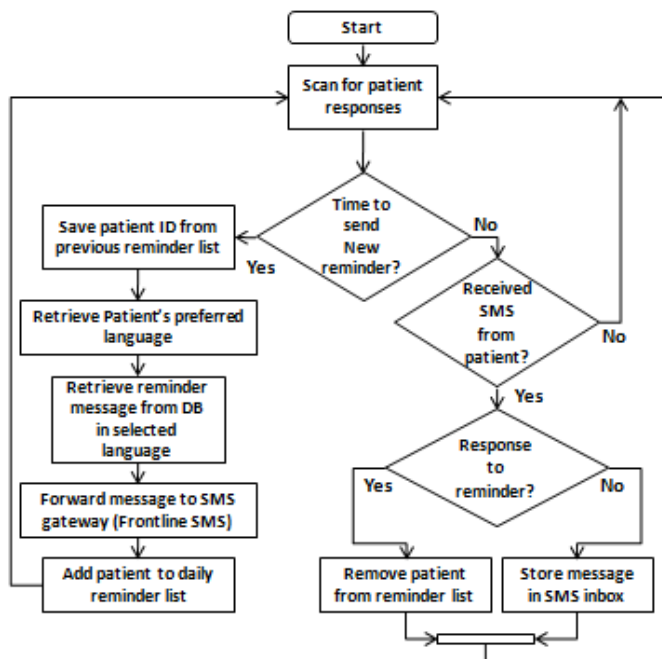 Start
Scan for patient
responses
Time to
send
New
reminder?
Yes
No
Save patient ID from
previous reminder list
Retrieve Patient's preferred
language
Retrieve reminder
message from DB
in selected
language
Forward message to SMS
gateway (Frontline SMS)
Add patient to daily
reminder list
Received
SMS
from
patient?
No
Yes
Response
to
reminder?
Yes
No
Remove patient
from reminder list
Store message
in SMS inbox